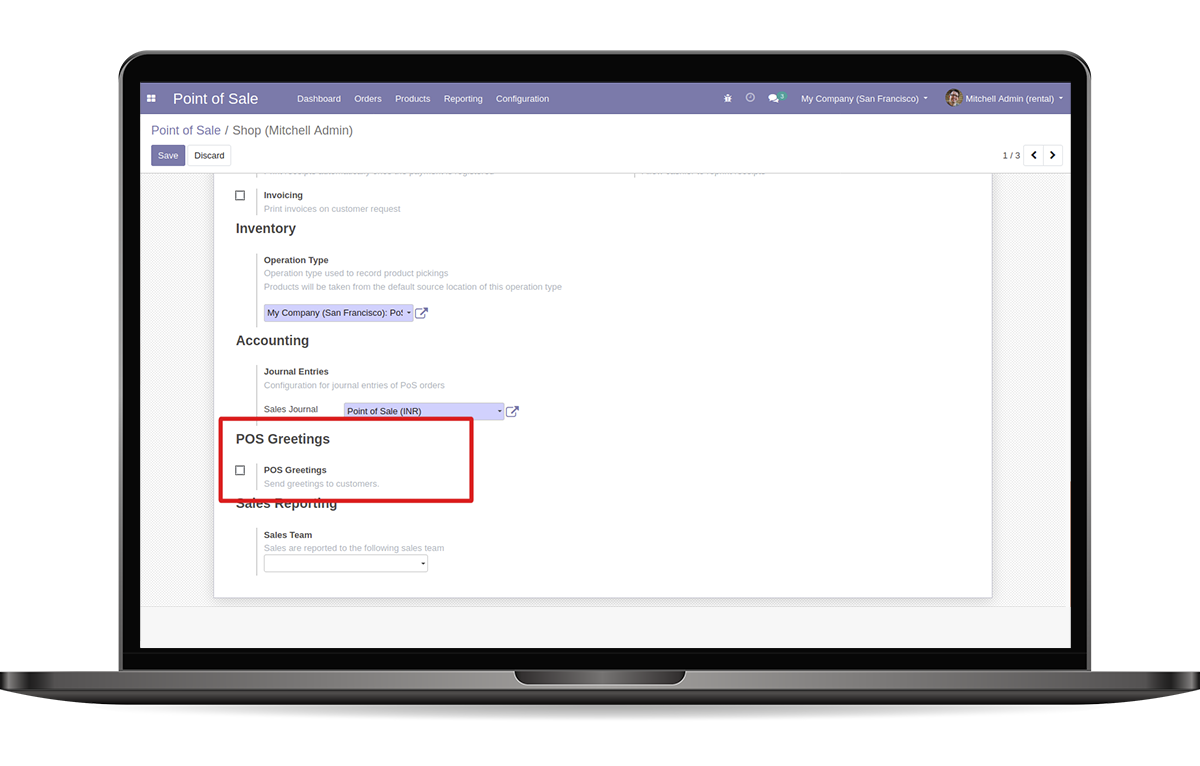 Point of Sale Dashboard Orders Products Reporting Configuration 3 My Company (San Francisco) Mitchell Admin (rental)
Point of Sale / Shop (Mitchell Admin)
Save Discard 1 / 3
Invoicing
Print invoices on customer request
Inventory
Operation Type
Operation type used to record product pickings
Products will be taken from the default source location of this operation type
My Company (San Francisco): Po
Accounting
Journal Entries
Configuration for journal entries of PoS orders
Sales Journal Point of Sale (INR)
POS Greetings
POS Greetings
Send greetings to customers.
Sales Reporting
Sales Team
Sales are reported to the following sales team